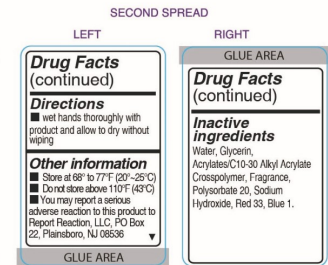 SECOND SPREAD
LEFT
Drug Facts
(continued)
Directions
■ wet hands thoroughly with
product and allow to dry without
wiping
Other information
■ Store at 68° to 77°F (20°~25°C)
■ Do not store above 110°F (43°C)
■ You may report a serious
adverse reaction to this product to
Report Reaction, LLC, PO Box
22, Plainsboro, NJ 08536 ▼
GLUE AREA
RIGHT
GLUE AREA
Drug Facts
(continued)
Inactive
ingredients
Water, Glycerin,
Acrylates/C10-30 Alkyl Acrylate
Crosspolymer, Fragrance,
Polysorbate 20, Sodium
Hydroxide, Red 33, Blue 1.